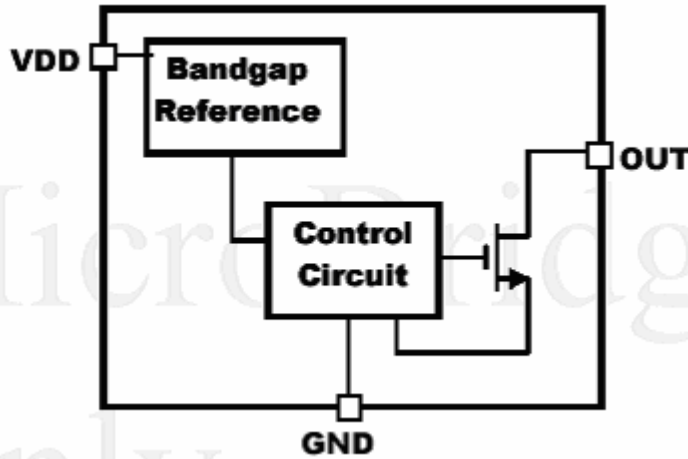 VDD
Bandgap
Reference
OUT
Control
Circuit
GND